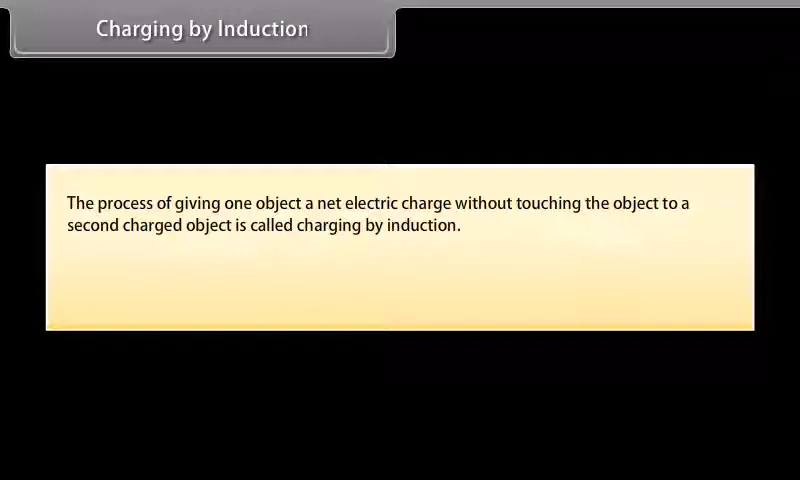 Charging by Induction
The process of giving one object a net electric charge without touching the object to a
second charged object is called charging by induction.